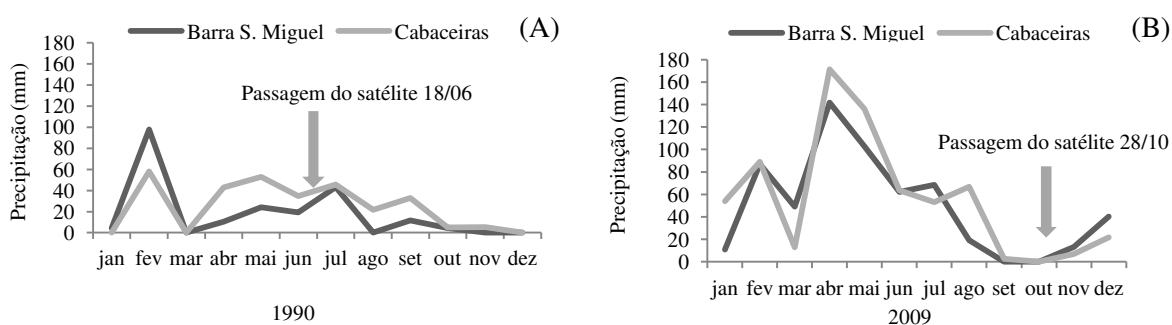 Barra S. Miguel Cabaceiras (A)
180
160
140
120
100
80
60
40
20
0
Precipitação (mm)
Passagem do satélite 18/06
jan fev mar abr mai jun jul ago set out nov dez
1990
Barra S. Miguel Cabaceiras (B)
180
160
140
120
100
80
60
40
20
0
Precipitação (mm)
Passagem do satélite 28/10
jan fev mar abr mai jun jul ago set out nov dez
2009